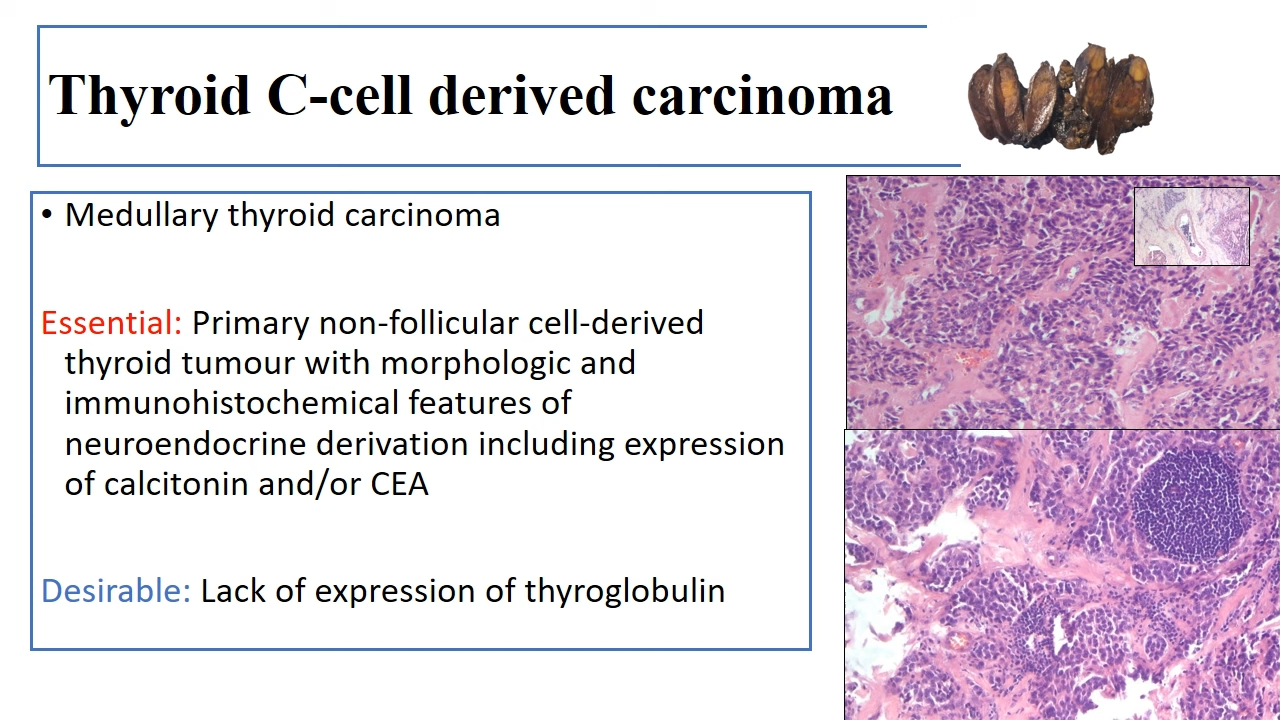 Thyroid C-cell derived carcinoma
• Medullary thyroid carcinoma
Essential: Primary non-follicular cell-derived
thyroid tumour with morphologic and
immunohistochemical features of
neuroendocrine derivation including expression
of calcitonin and/or CEA
Desirable: Lack of expression of thyroglobulin